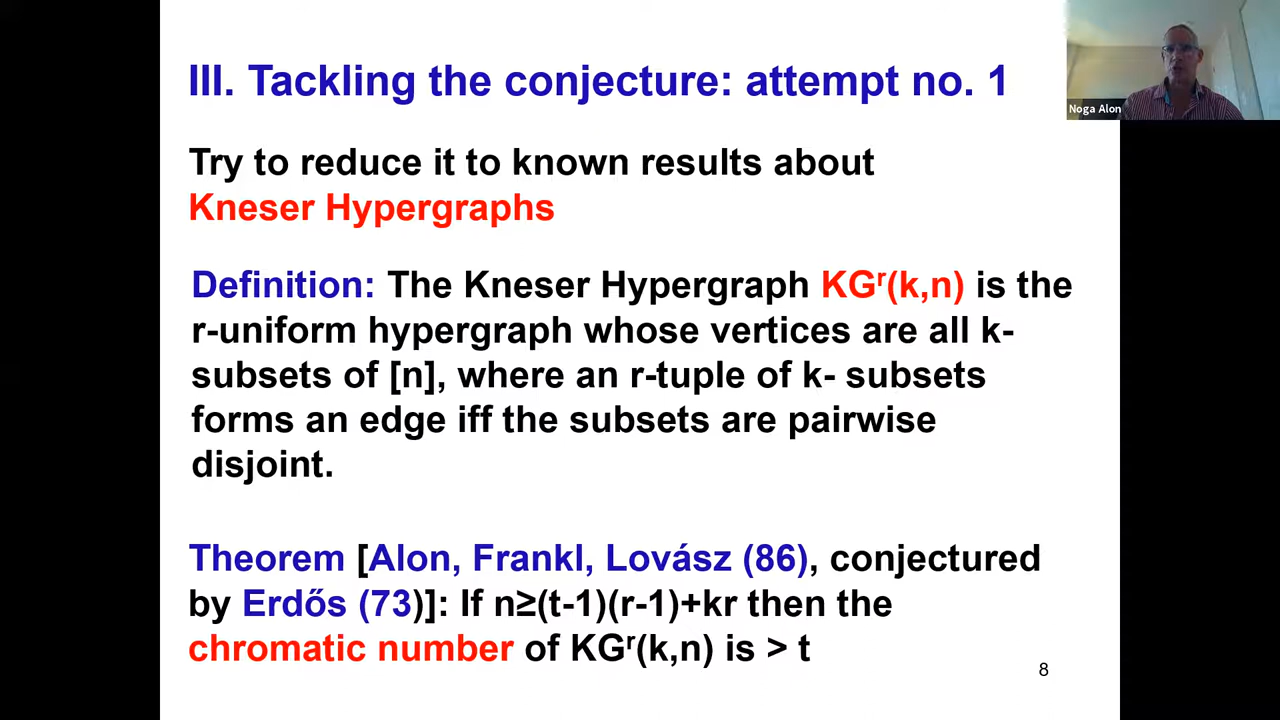 III. Tackling the conjecture: attempt no. 1
Noga Alon
Try to reduce it to known results about
Kneser Hypergraphs
Definition: The Kneser Hypergraph KGʳ(k,n) is the
r-uniform hypergraph whose vertices are all k-
subsets of [n], where an r-tuple of k- subsets
forms an edge iff the subsets are pairwise
disjoint.
Theorem [Alon, Frankl, Lovász (86), conjectured
by Erdős (73)]: If n≥(t-1)(r-1)+kr then the
chromatic number of KGʳ(k,n) is > t
8